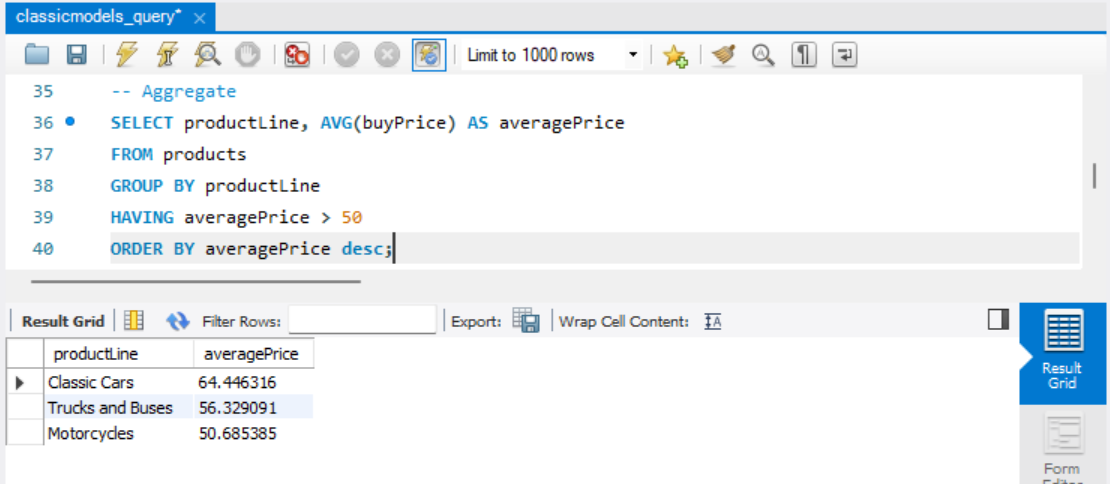 classicmodels_query* ×
Limit to 1000 rows
35 -- Aggregate
36 SELECT productLine, AVG(buyPrice) AS averagePrice
37 FROM products
38 GROUP BY productLine
39 HAVING averagePrice > 50
40 ORDER BY averagePrice desc;
Result Grid Filter Rows: Export: Wrap Cell Content: IA
productLine averagePrice
Classic Cars 64.446316
Trucks and Buses 56.329091
Motorcycles 50.685385
Result
Grid
Form
Editor